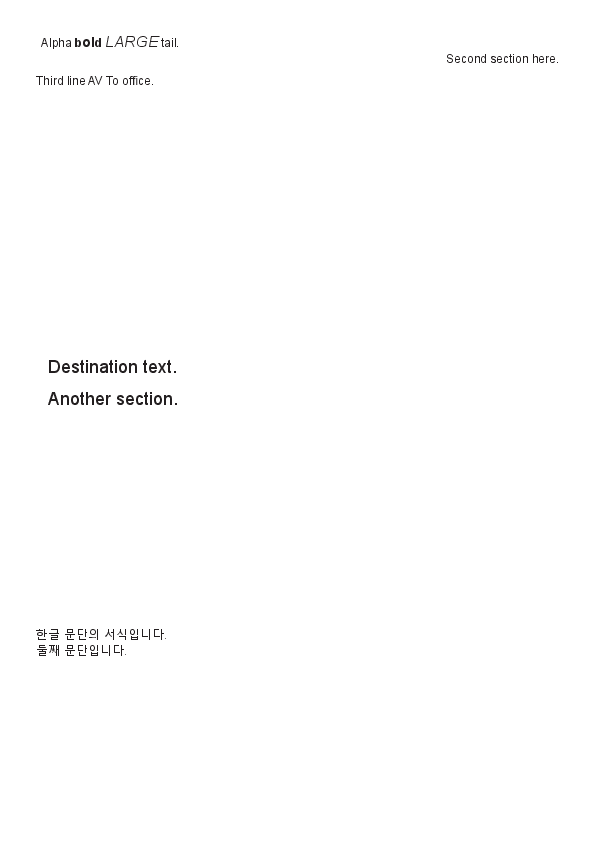 Alpha bold LARGE tail.
Second section here.
Third line AV To office.
Destination text.
Another section.
한글 문단의 서식입니다.
둘째 문단입니다.